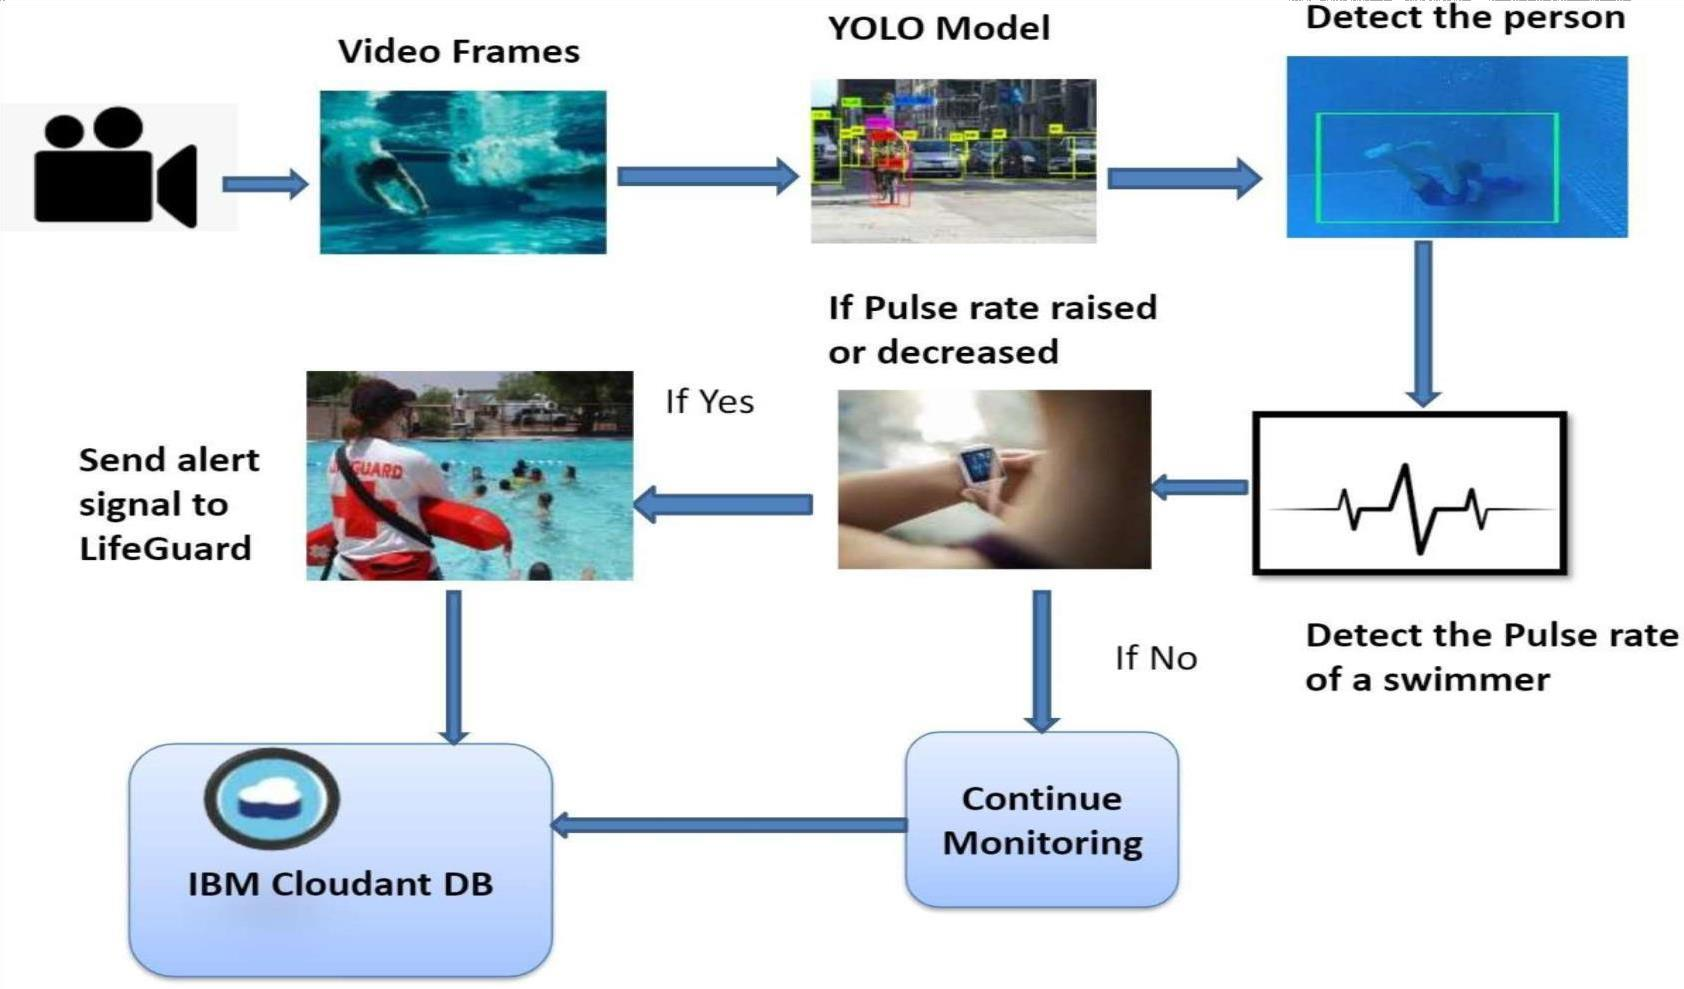 Video Frames
YOLO Model
Detect the person
If Pulse rate raised
or decreased
If Yes
Send alert
signal to
LifeGuard
GUARD
If No
Detect the Pulse rate
of a swimmer
Continue
Monitoring
IBM Cloudant DB